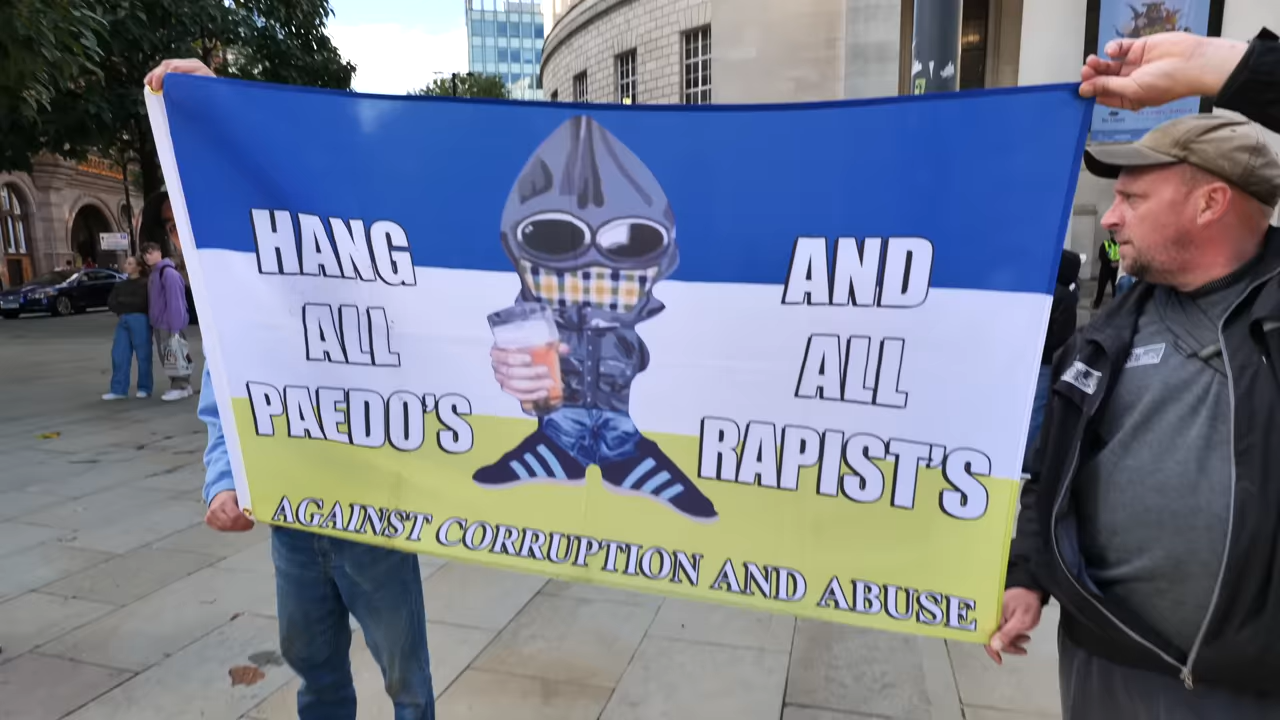 HANG
ALL
PAEDO'S
AND
ALL
RAPIST'S
AGAINST CORRUPTION AND ABUSE